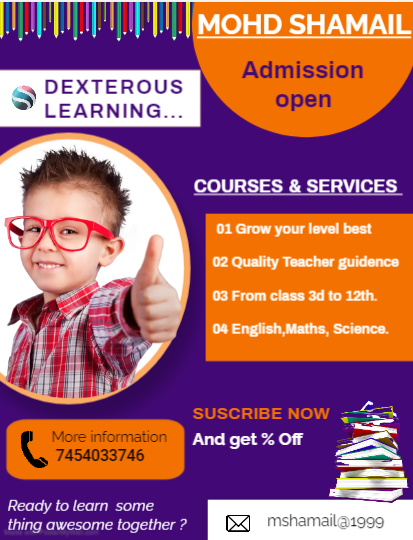 MOHD SHAMAIL
Admission
open
DEXTEROUS
LEARNING...
COURSES & SERVICES
01 Grow your level best
02 Quality Teacher guidence
03 From class 3d to 12th.
04 English,Maths, Science.
SUSCRIBE NOW
And get % Off
More information
7454033746
Ready to learn some
thing awesome together ?
mshamail@1999